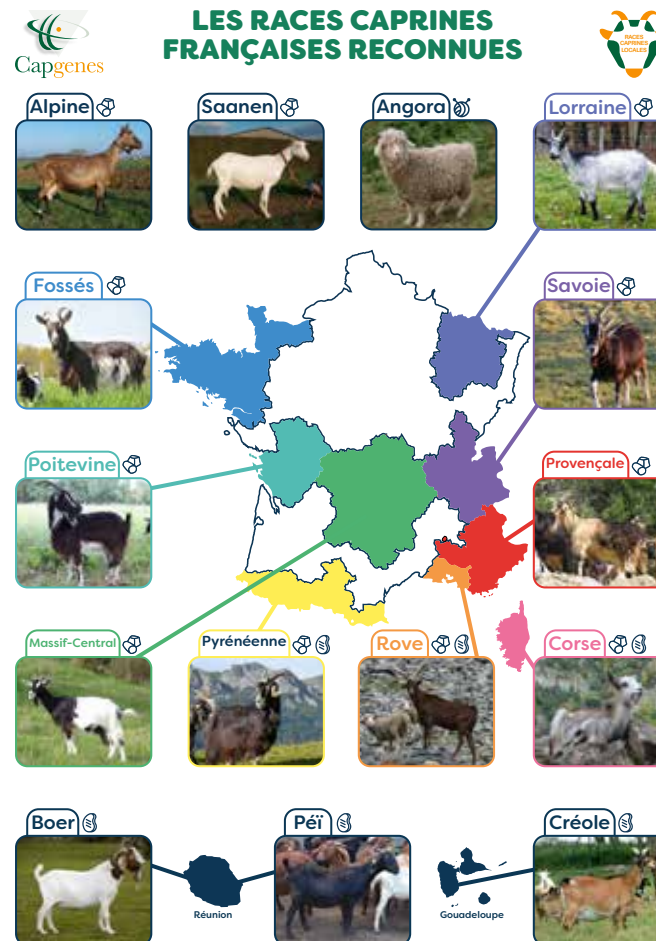 Capgenes
LES RACES CAPRINES
FRANÇAISES RECONNUES
RACES
CAPRINES
LOCALES
Alpine
Saanen
Angora
Lorraine
Fossés
Savoie
Poitevine
Provençale
Massif-Central
Pyrénéenne
Rove
Corse
Boer
Péï
Créole
Réunion
Gouadeloupe